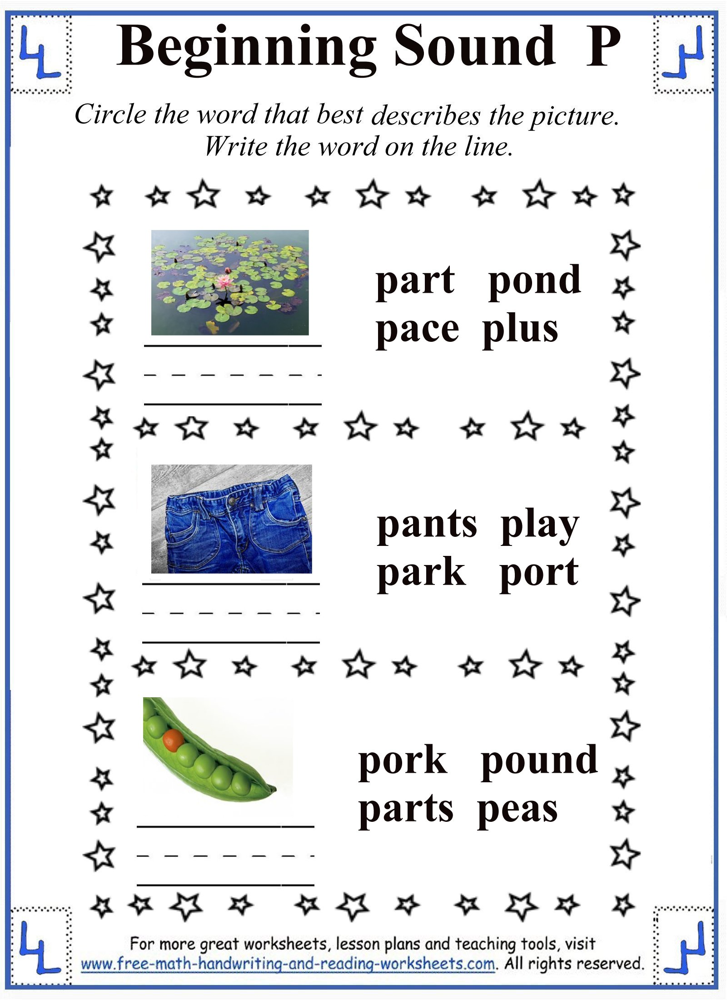 Beginning Sound P
Circle the word that best describes the picture.
Write the word on the line.
part pond
pace plus
pants play
park port
pork pound
parts peas
For more great worksheets, lesson plans and teaching tools, visit
www.free-math-handwriting-and-reading-worksheets.com. All rights reserved.